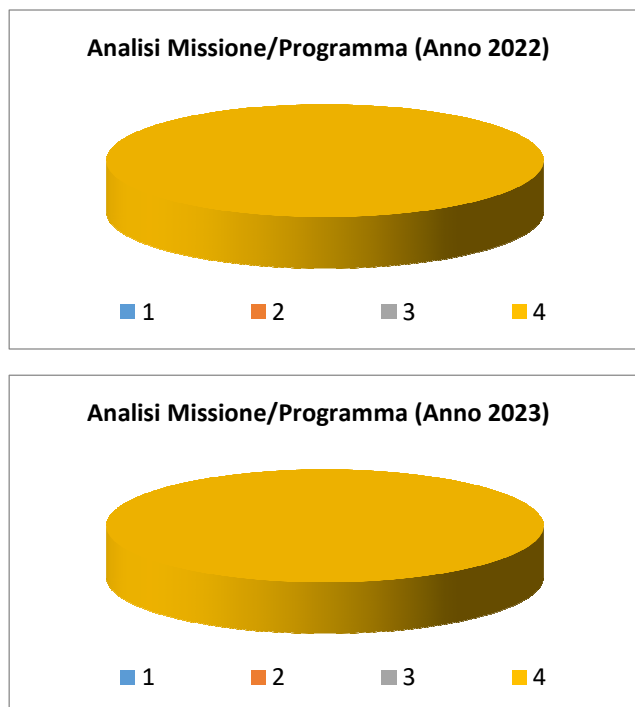 Analisi Missione/Programma (Anno 2022)
1 2 3 4
Analisi Missione/Programma (Anno 2023)
1 2 3 4